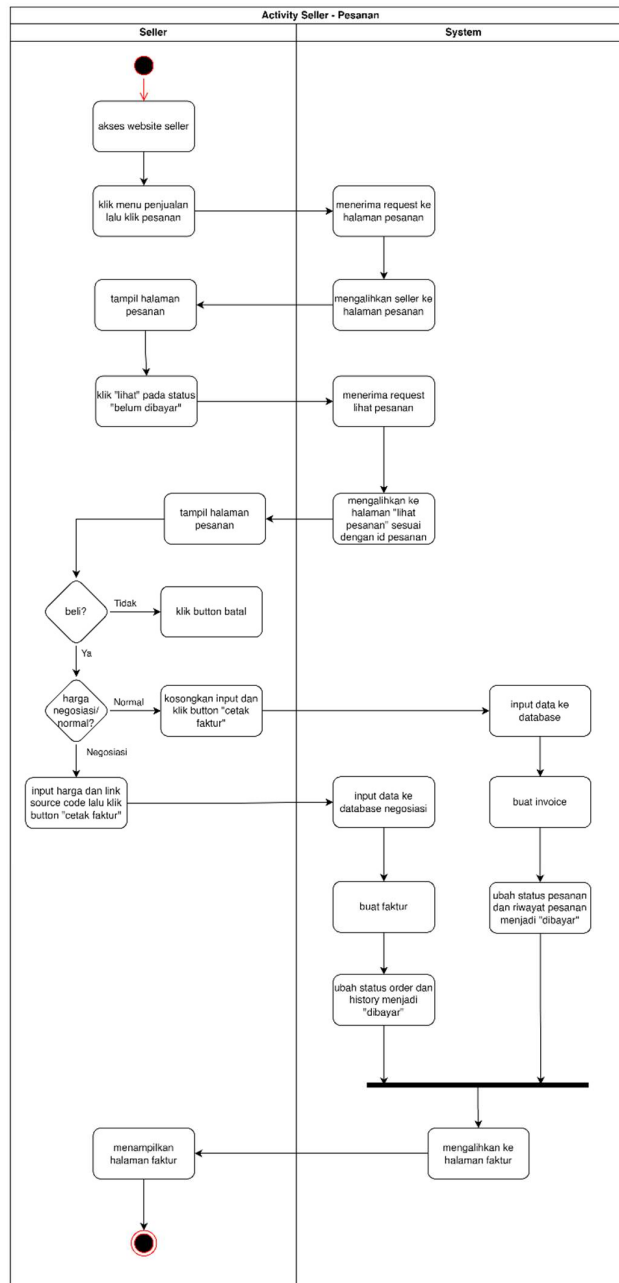 Activity Seller - Pesanan
Seller
System
akses website seller
klik menu penjualan
lalu klik pesanan
menerima request ke
halaman pesanan
tampil halaman
pesanan
mengalihkan seller ke
halaman pesanan
klik "lihat" pada status
"belum dibayar"
menerima request
lihat pesanan
tampil halaman
pesanan
mengalihkan ke
halaman "lihat
pesanan" sesuai
dengan id pesanan
beli?
Tidak
klik button batal
Ya
harga
negosiasi/
normal?
Normal
kosongkan input dan
klik button "cetak
faktur"
input data ke
database
Negosiasi
input harga dan link
source code lalu klik
button "cetak faktur"
input data ke
database negosiasi
buat invoice
buat faktur
ubah status pesanan
dan riwayat pesanan
menjadi "dibayar"
ubah status order dan
history menjadi
"dibayar"
menampilkan
halaman faktur
mengalihkan ke
halaman faktur